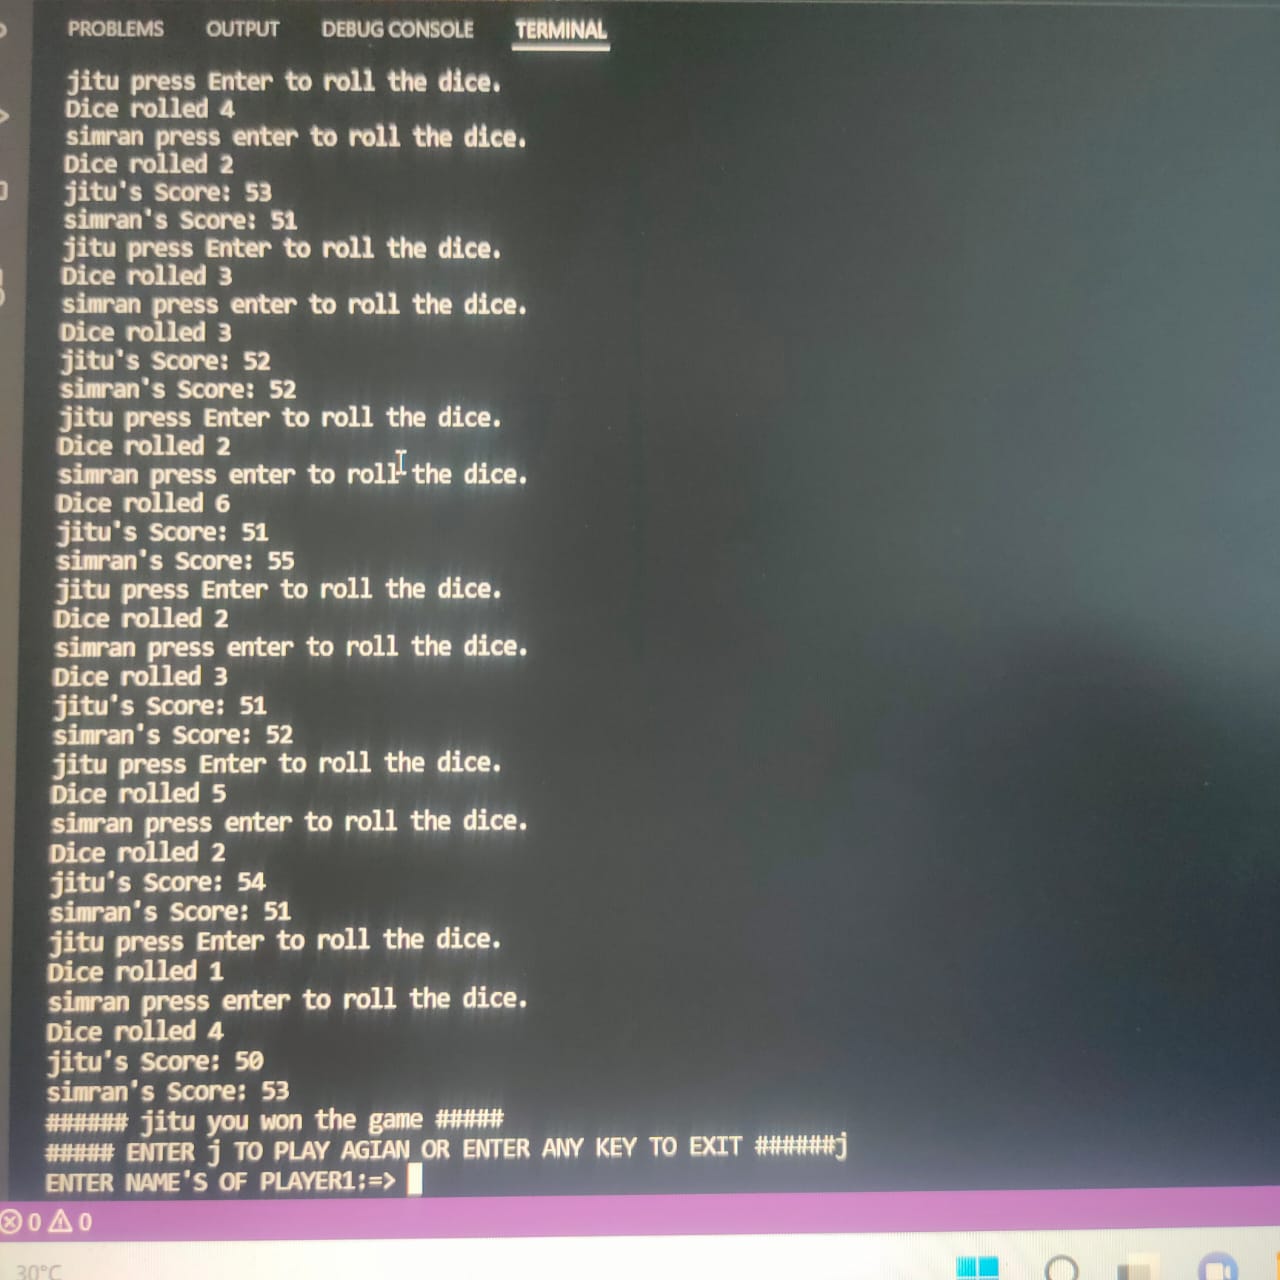 PROBLEMS OUTPUT DEBUG CONSOLE TERMINAL
jitu press Enter to roll the dice.
Dice rolled 4
simran press enter to roll the dice.
Dice rolled 2
jitu's Score: 53
simran's Score: 51
jitu press Enter to roll the dice.
Dice rolled 3
simran press enter to roll the dice.
Dice rolled 3
jitu's Score: 52
simran's Score: 52
jitu press Enter to roll the dice.
Dice rolled 2
simran press enter to roll the dice.
Dice rolled 6
jitu's Score: 51
simran's Score: 55
jitu press Enter to roll the dice.
Dice rolled 2
simran press enter to roll the dice.
Dice rolled 3
jitu's Score: 51
simran's Score: 52
jitu press Enter to roll the dice.
Dice rolled 5
simran press enter to roll the dice.
Dice rolled 2
jitu's Score: 54
simran's Score: 51
jitu press Enter to roll the dice.
Dice rolled 1
simran press enter to roll the dice.
Dice rolled 4
jitu's Score: 50
simran's Score: 53
###### jitu you won the game #####
##### ENTER j TO PLAY AGIAN OR ENTER ANY KEY TO EXIT ######j
ENTER NAME'S OF PLAYER1:=>
0 0
30°C